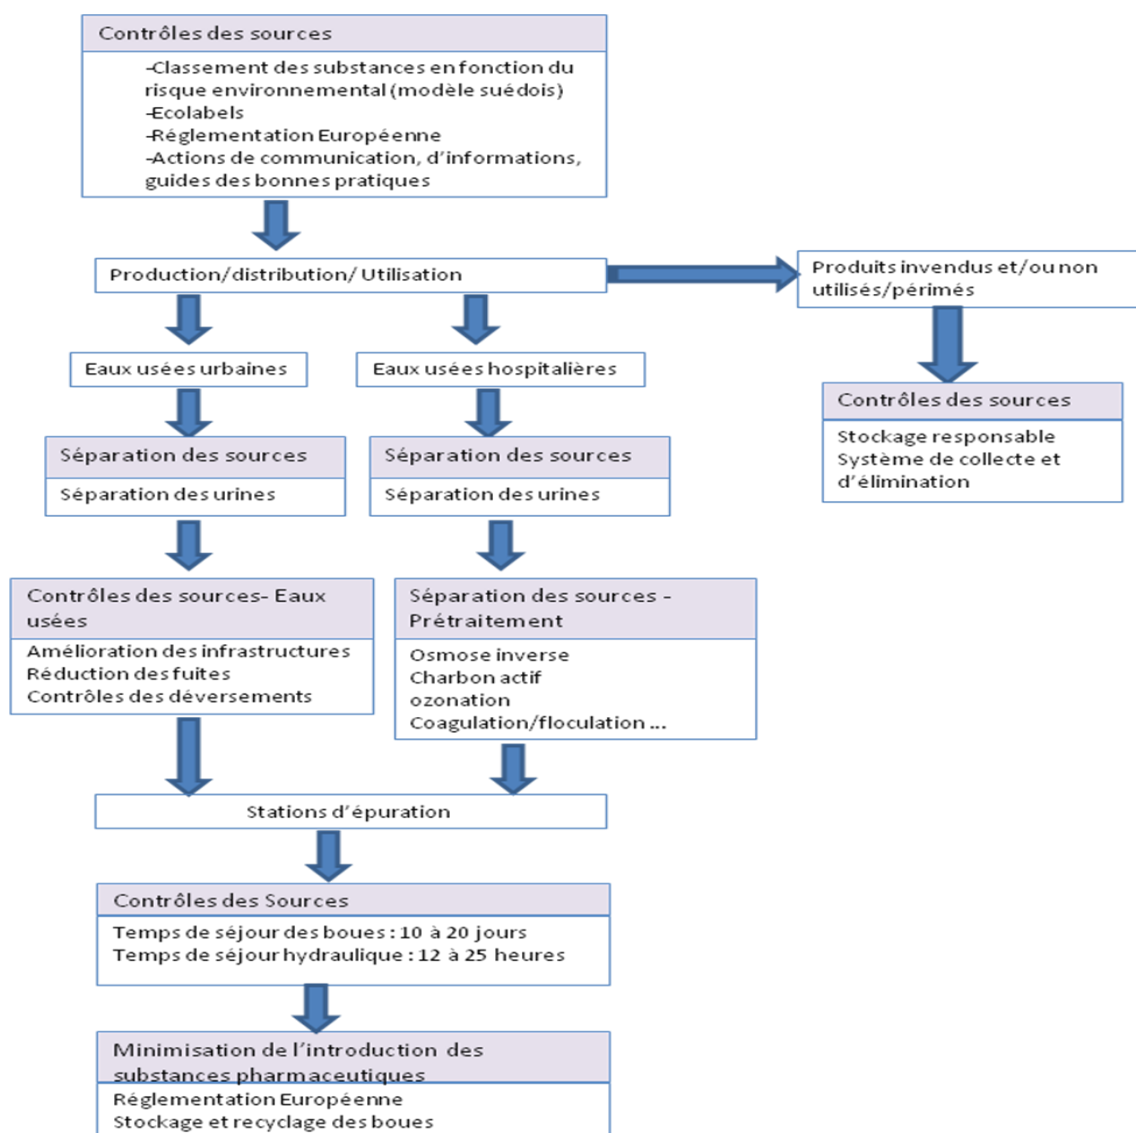 Contrôles des sources
-Classement des substances en fonction du
risque environnemental (modèle suédois)
-Ecolabels
-Réglementation Européenne
-Actions de communication, d'informations,
guides des bonnes pratiques
Production/distribution/ Utilisation
Produits invendus et/ou non
utilisés/périmés
Eaux usées urbaines
Eaux usées hospitalières
Contrôles des sources
Stockage responsable
Système de collecte et
d'élimination
Séparation des sources
Séparation des urines
Séparation des sources
Séparation des urines
Contrôles des sources- Eaux
usées
Amélioration des infrastructures
Réduction des fuites
Contrôles des déversements
Séparation des sources -
Prétraitement
Osmose inverse
Charbon actif
ozonation
Coagulation/floculation ...
Stations d'épuration
Contrôles des Sources
Temps de séjour des boues : 10 à 20 jours
Temps de séjour hydraulique : 12 à 25 heures
Minimisation de l'introduction des
substances pharmaceutiques
Réglementation Européenne
Stockage et recyclage des boues